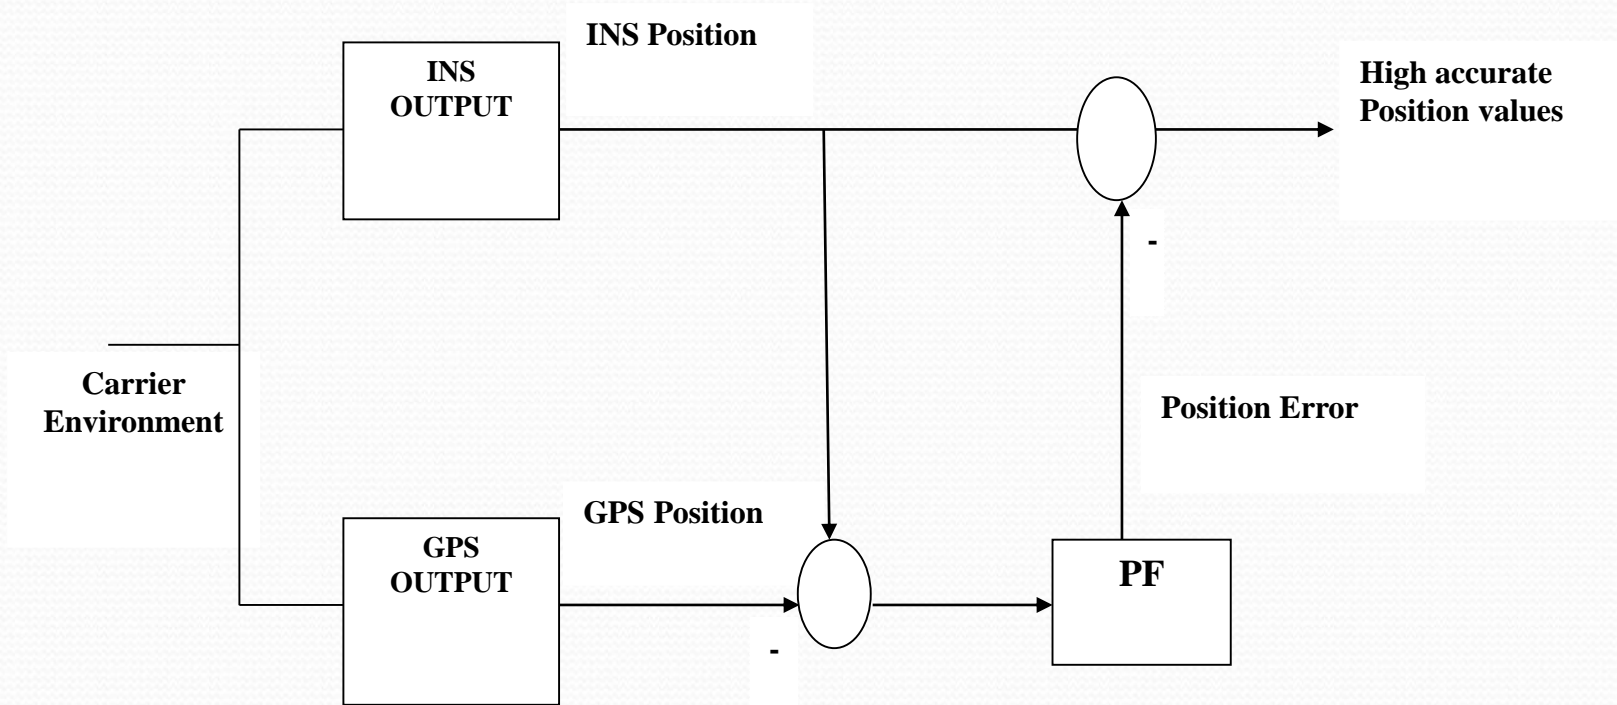 INS Position
INS
OUTPUT
High accurate
Position values
-
Carrier
Environment
Position Error
GPS Position
GPS
OUTPUT
PF
-